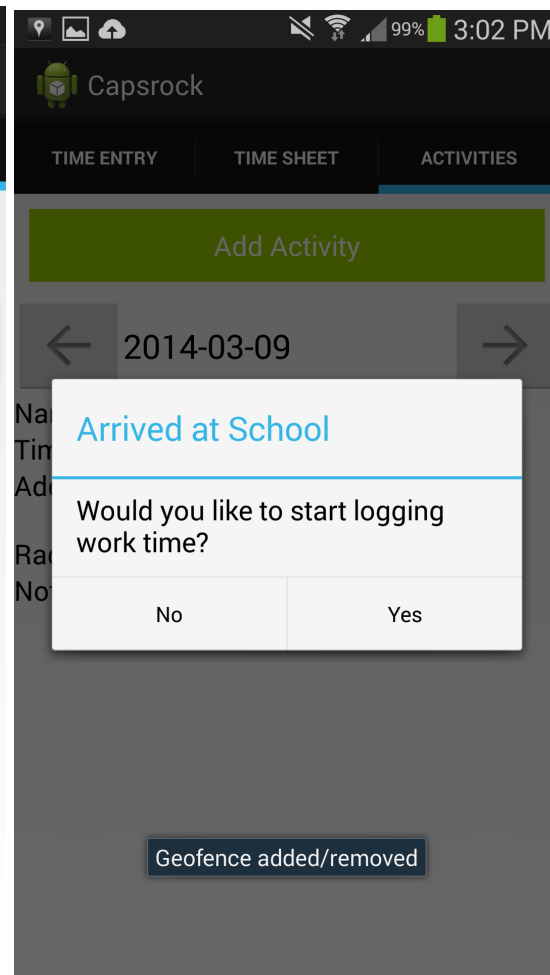 99% 3:02 PM
Capsrock
TIME ENTRY TIME SHEET ACTIVITIES
Add Activity
2014-03-09
Arrived at School
Would you like to start logging
work time?
No Yes
Geofence added/removed